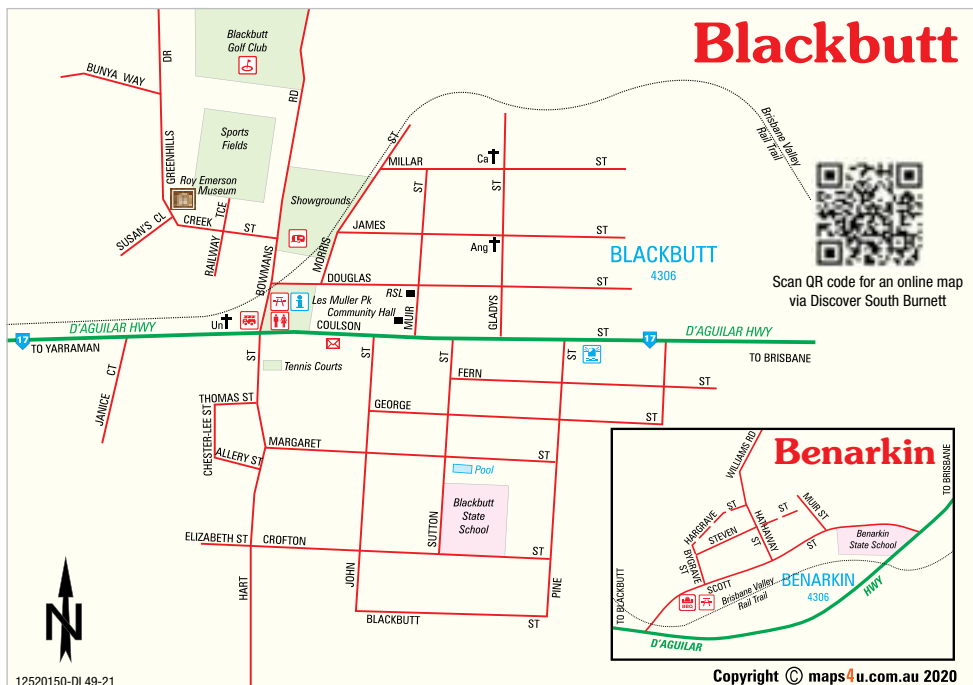 Blackbutt
Blackbutt
Golf Club
DR
BUNYA WAY
RD
Sports
Fields
GREENHILLS
Roy Emerson
Museum
SUSAN'S CL
CREEK ST
RAILWAY TCE
BOWMANS
Showgrounds
MORRIS ST
MILLAR ST
Ca
ST
ST
JAMES ST
Ang
DOUGLAS ST
RSL
Les Muller Pk
Community Hall
MUIR
GLADYS
Un
COULSON ST
D'AGUILAR HWY
D'AGUILAR HWY
17
17
TO YARRAMAN
TO BRISBANE
Brisbane Valley
Rail Trail
BLACKBUTT
4306
Scan QR code for an online map
via Discover South Burnett
JANICE CT
ST
Tennis Courts
ST
ST
ST
FERN ST
THOMAS ST
GEORGE ST
CHESTER-LEE ST
ALLERY ST
MARGARET ST
Pool
Blackbutt
State
School
SUTTON
ELIZABETH ST
CROFTON ST
HART
JOHN
PINE
BLACKBUTT ST
N
12520150-DL49-21
Benarkin
WILLIAMS RD
TO BRISBANE
HARGRAVE ST
STEVEN ST
HATHAWAY ST
MUIR ST
BYGRAVE ST
SCOTT ST
Benarkin
State School
BBQ
Brisbane Valley
Rail Trail
BENARKIN
4306
TO BLACKBUTT
D'AGUILAR HWY
Copyright © maps4u.com.au 2020